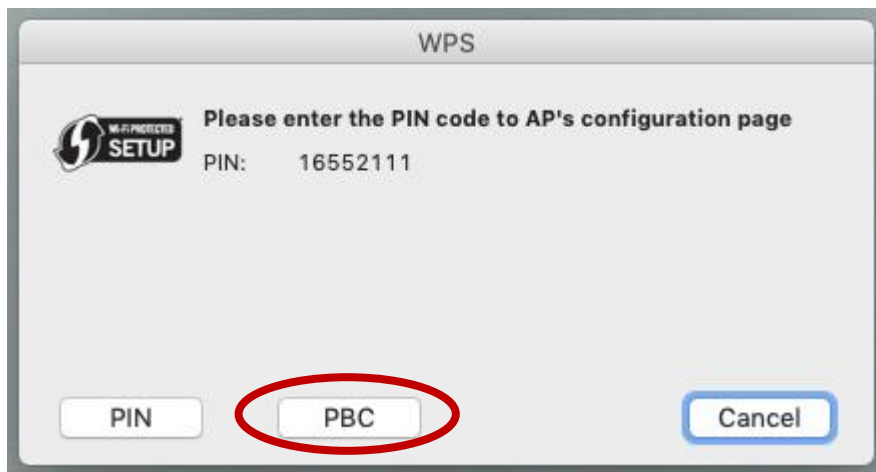 WPS
Wi-Fi PROTECTED
SETUP
Please enter the PIN code to AP's configuration page
PIN: 16552111
PIN PBC Cancel